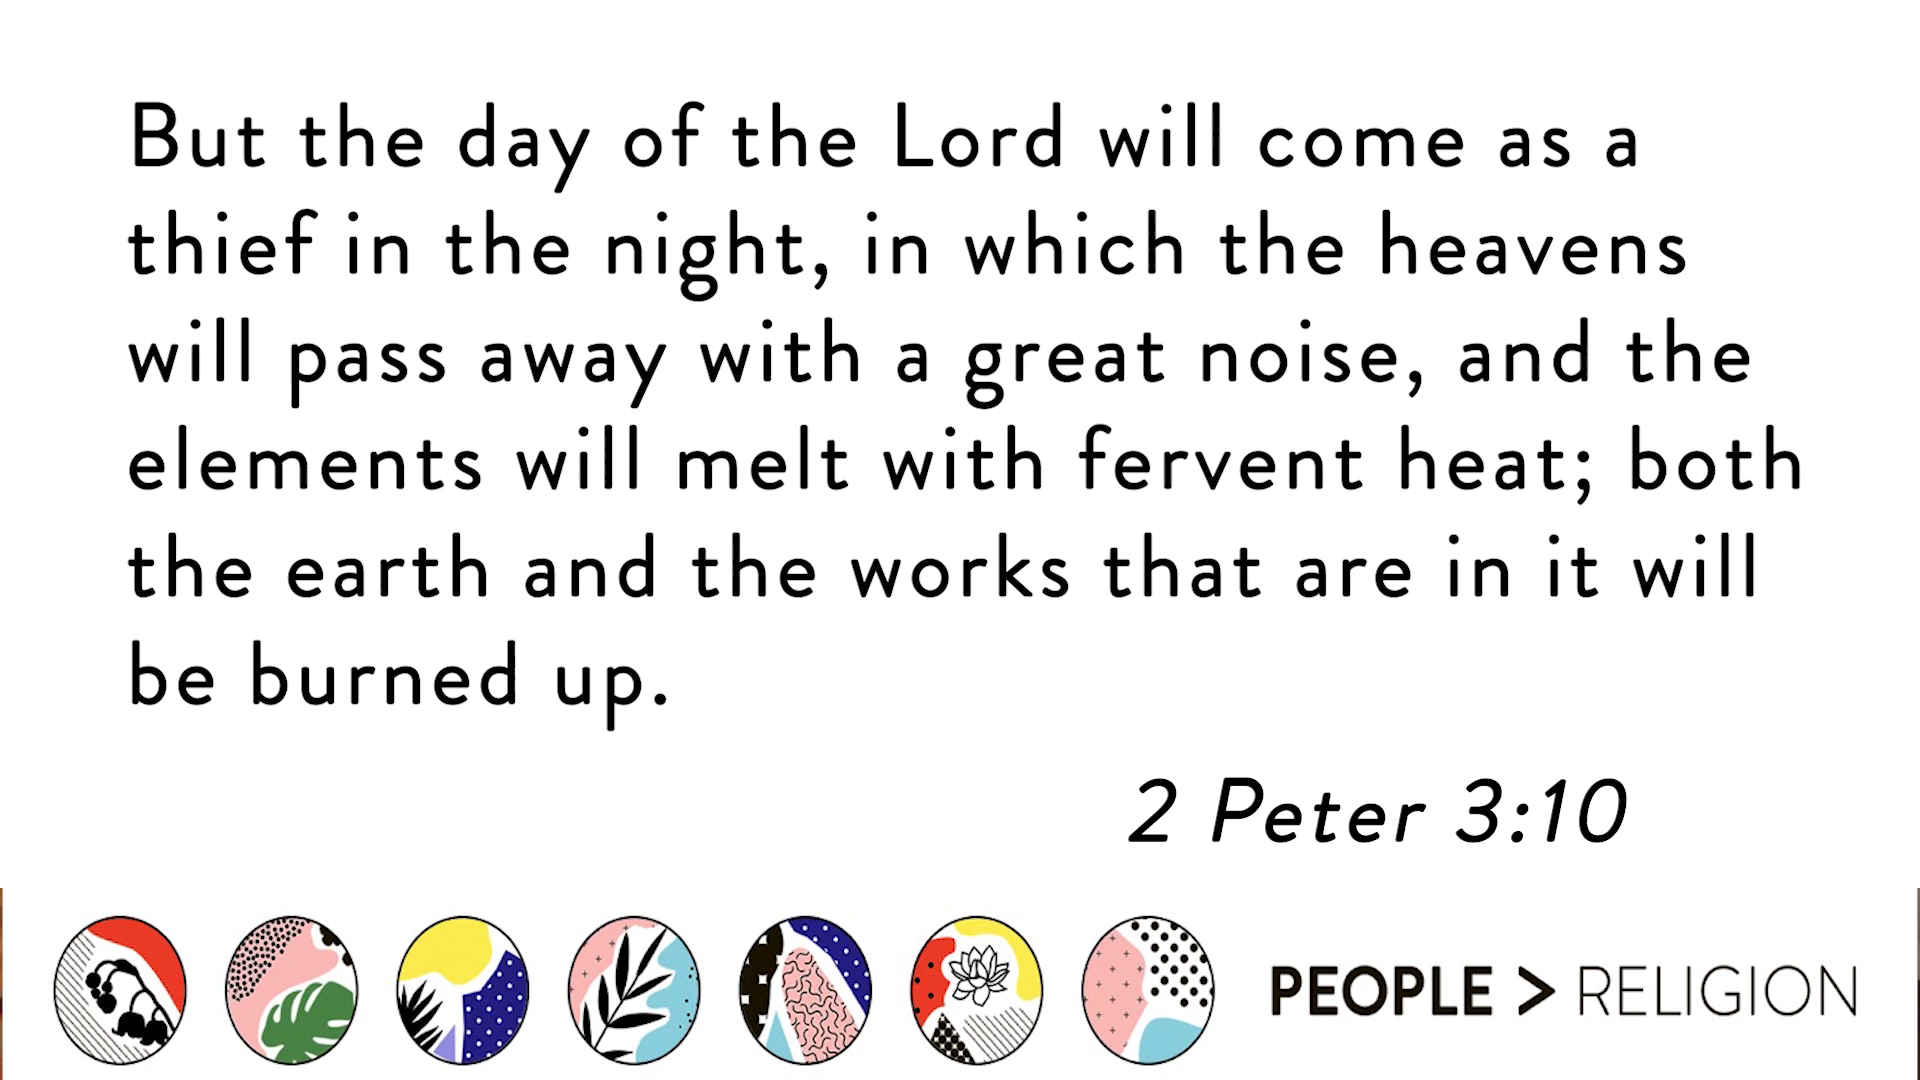 But the day of the Lord will come as a
thief in the night, in which the heavens
will pass away with a great noise, and the
elements will melt with fervent heat; both
the earth and the works that are in it will
be burned up.
2 Peter 3:10
PEOPLE > RELIGION